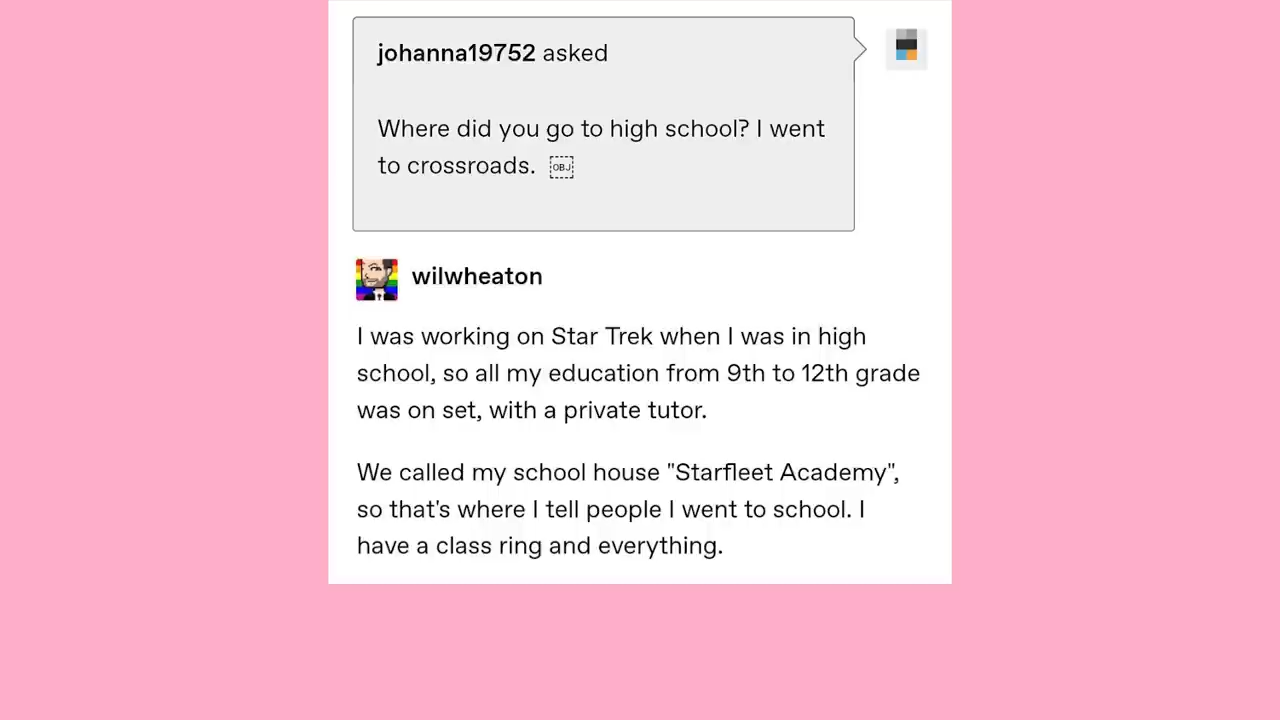 johanna19752 asked
Where did you go to high school? I went
to crossroads. OBJ
wilwheaton
I was working on Star Trek when I was in high
school, so all my education from 9th to 12th grade
was on set, with a private tutor.
We called my school house "Starfleet Academy",
so that's where I tell people I went to school. I
have a class ring and everything.